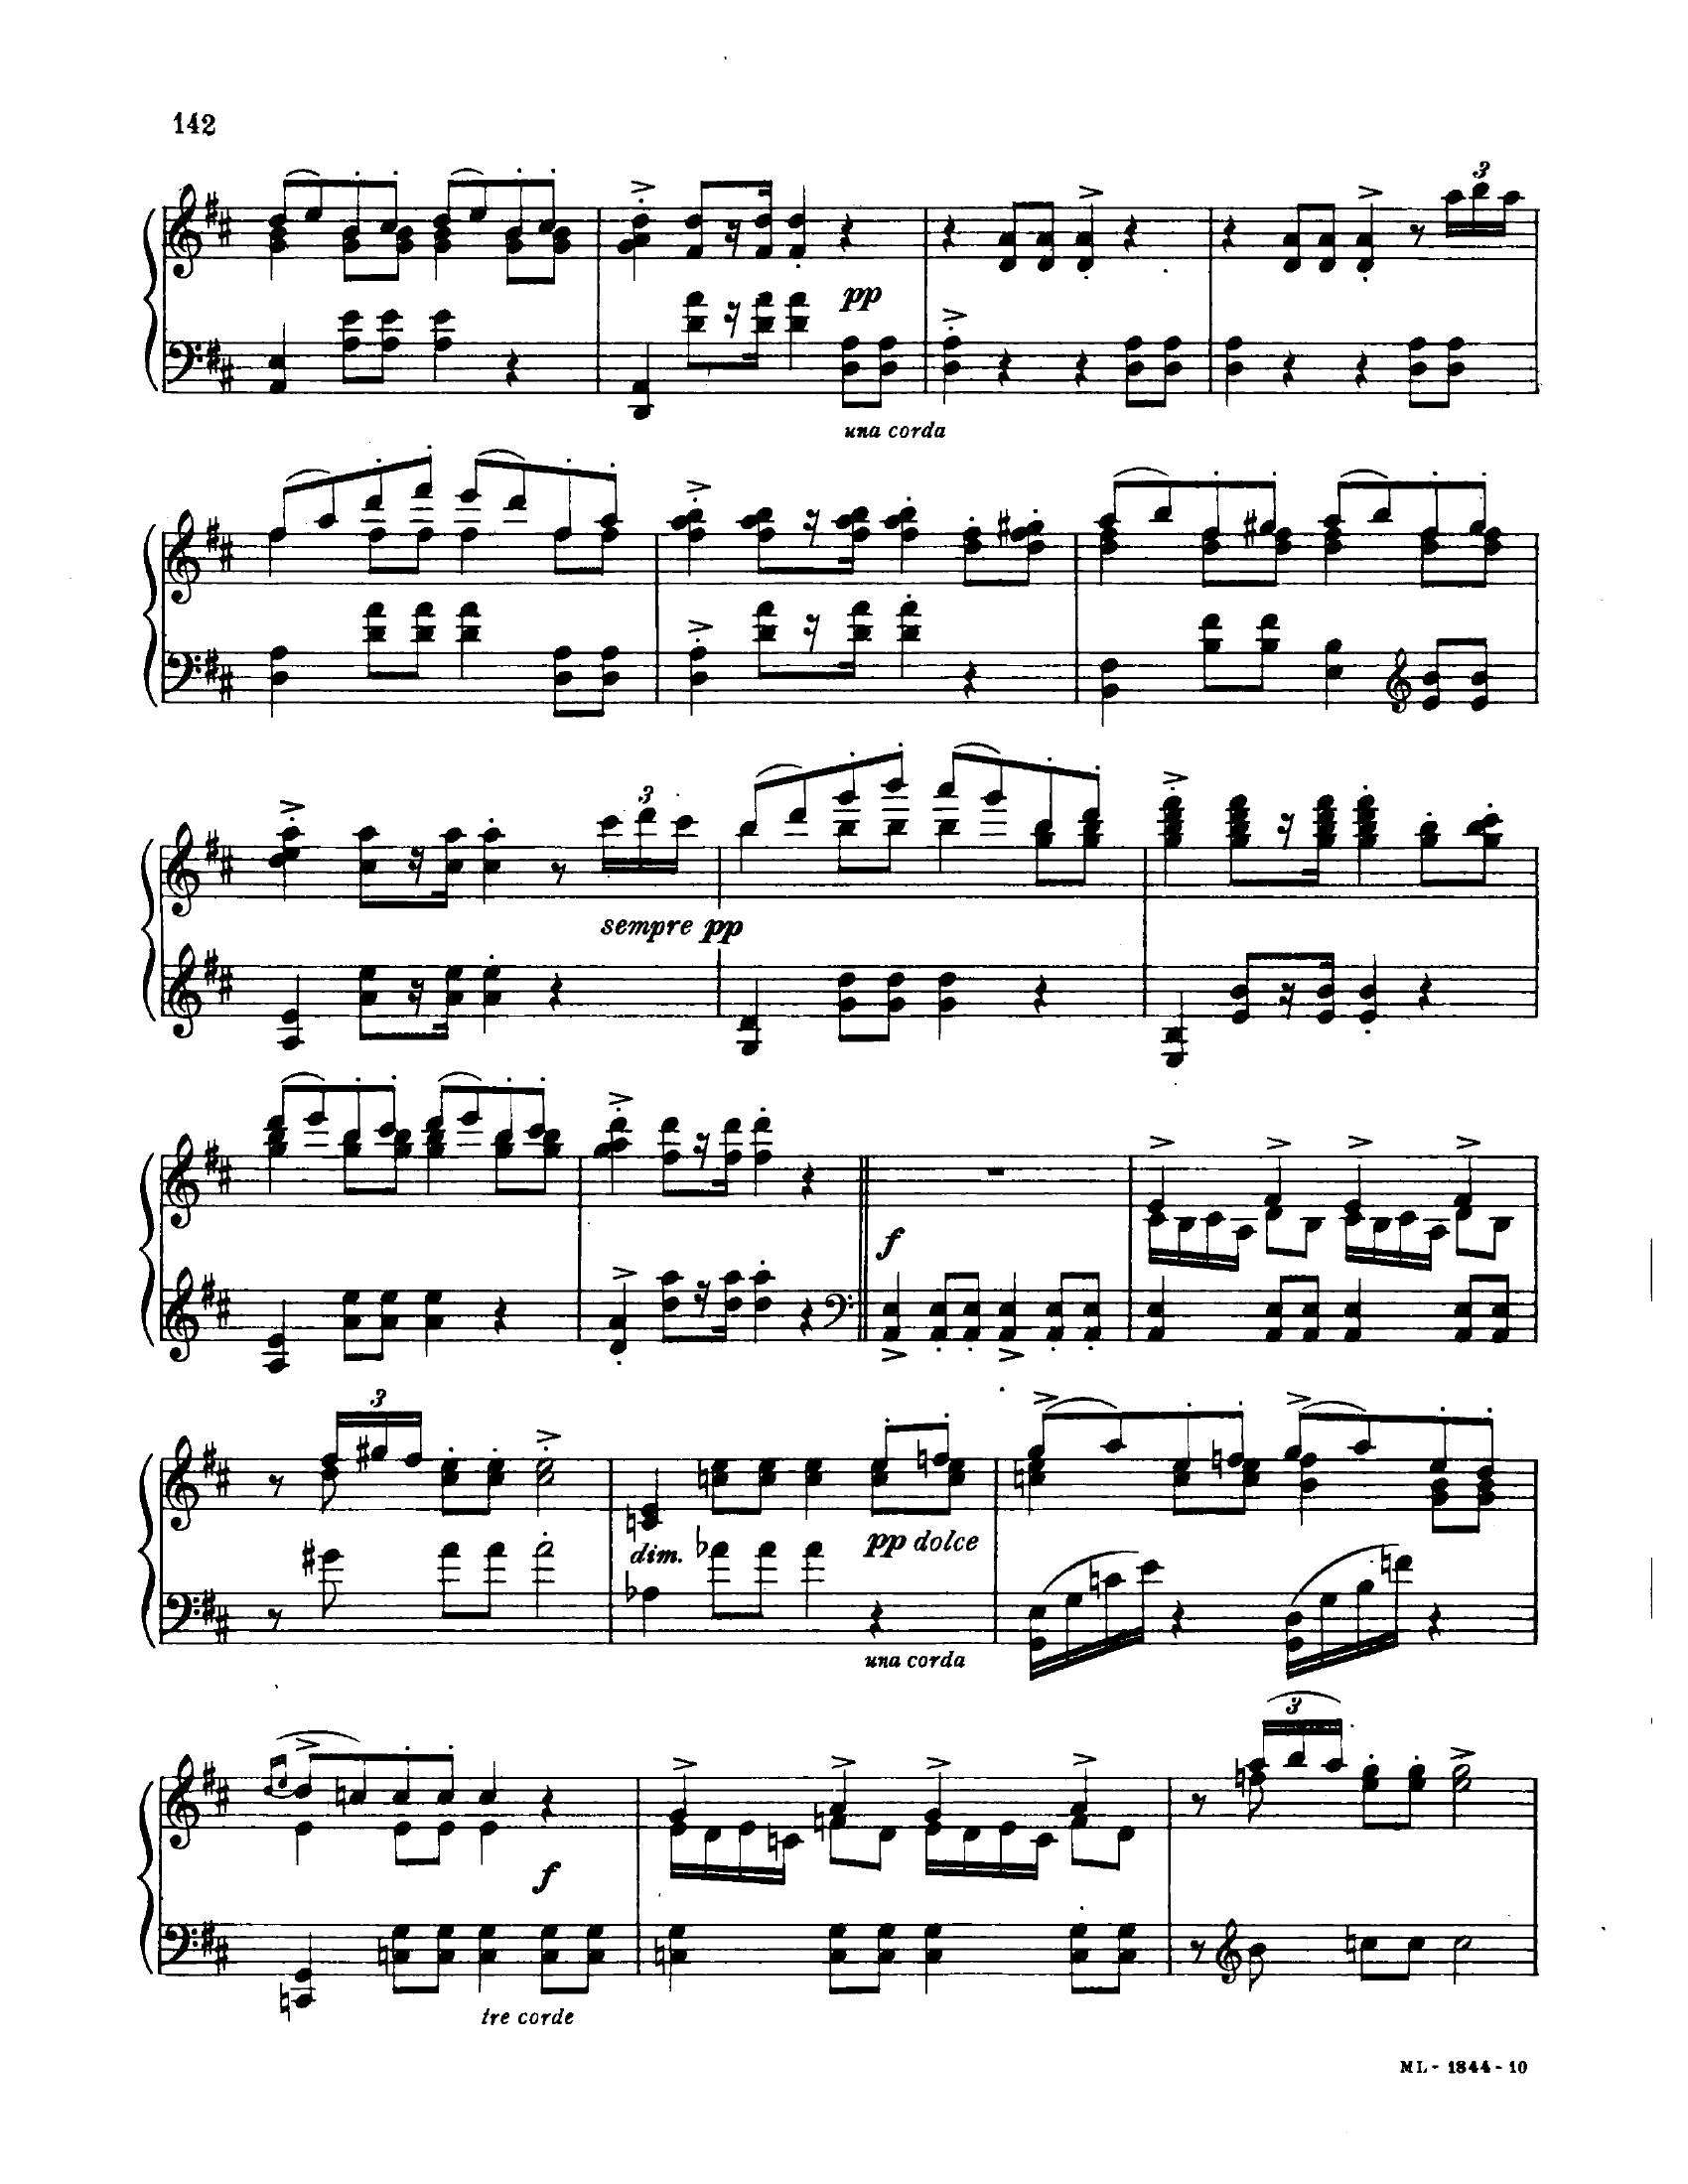 142
3
pp
una corda
3
sempre pp
f
3
dim.
pp dolce
una corda
3
f
tre corde
ML - 1844 - 10